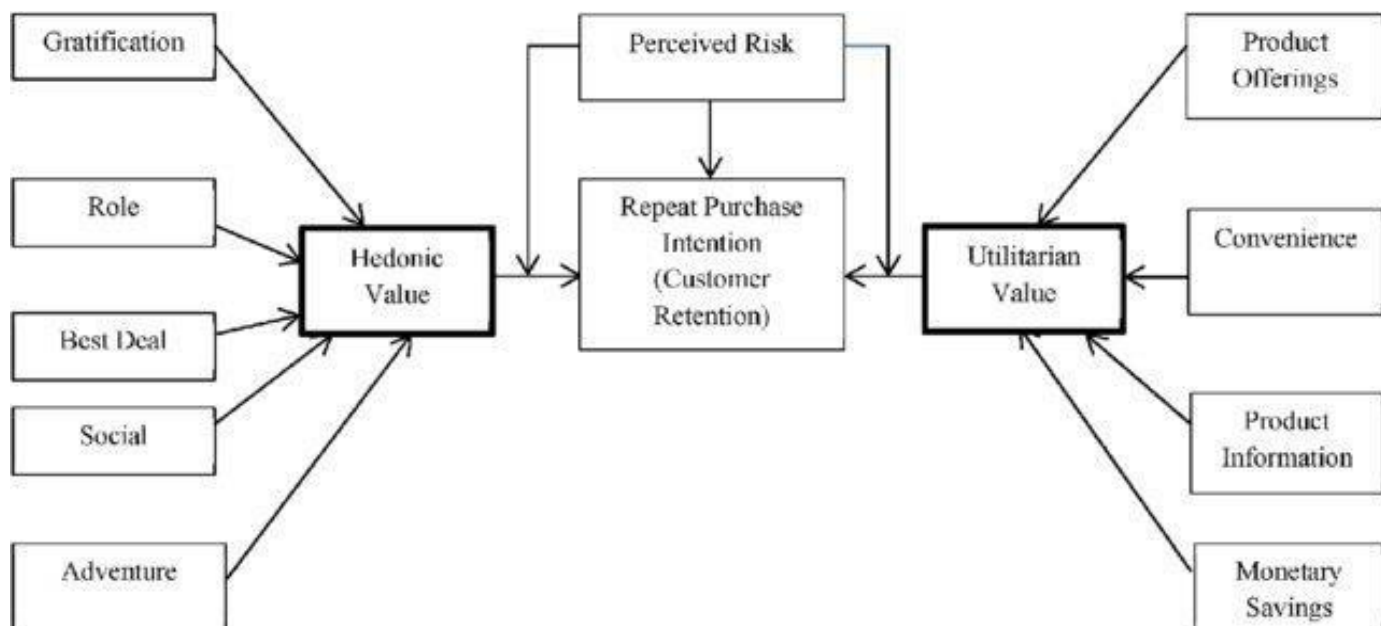 Gratification
Perceived Risk
Product
Offerings
Role
Repeat Purchase
Intention
(Customer
Retention)
Convenience
Hedonic
Value
Utilitarian
Value
Best Deal
Social
Product
Information
Adventure
Monetary
Savings